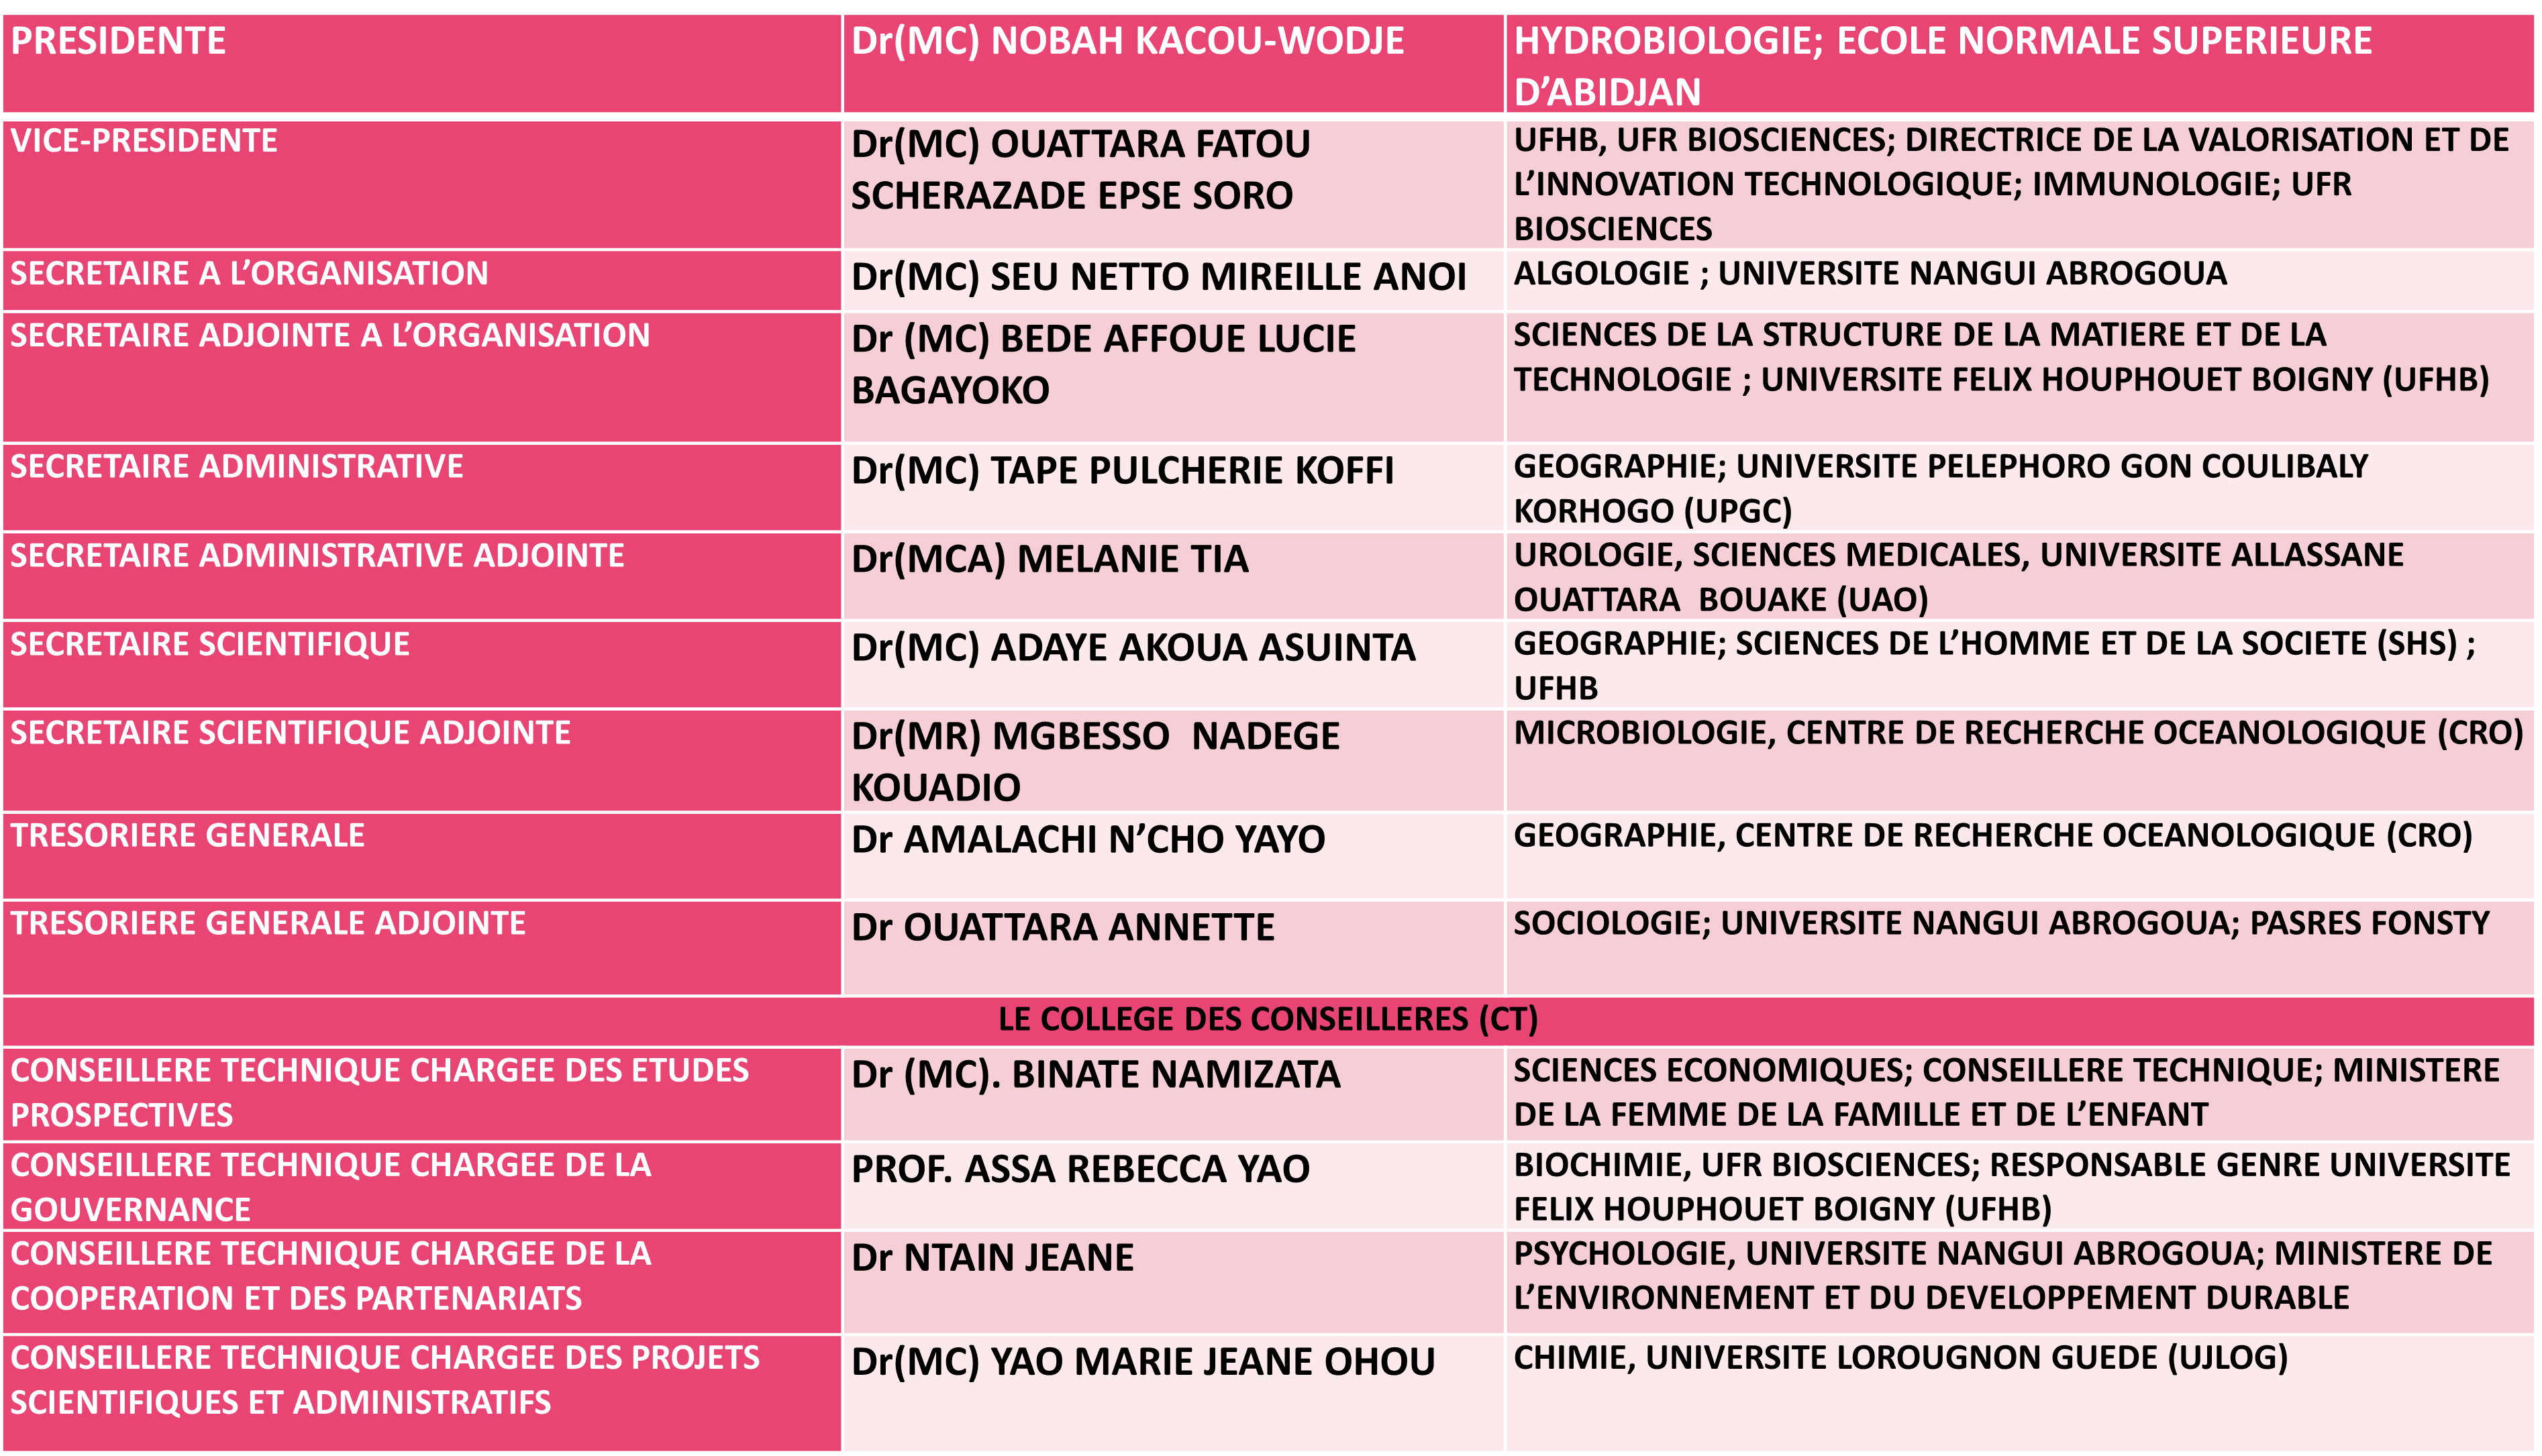 PRESIDENTE
Dr(MC) NOBAH KACOU-WODJE
HYDROBIOLOGIE; ECOLE NORMALE SUPERIEURE
D’ABIDJAN
VICE-PRESIDENTE
Dr(MC) OUATTARA FATOU
SCHERAZADE EPSE SORO
UFHB, UFR BIOSCIENCES; DIRECTRICE DE LA VALORISATION ET DE
L’INNOVATION TECHNOLOGIQUE; IMMUNOLOGIE; UFR
BIOSCIENCES
SECRETAIRE A L’ORGANISATION
Dr(MC) SEU NETTO MIREILLE ANOI
ALGOLOGIE ; UNIVERSITE NANGUI ABROGOUA
SECRETAIRE ADJOINTE A L’ORGANISATION
Dr (MC) BEDE AFFOUE LUCIE
BAGAYOKO
SCIENCES DE LA STRUCTURE DE LA MATIERE ET DE LA
TECHNOLOGIE ; UNIVERSITE FELIX HOUPHOUET BOIGNY (UFHB)
SECRETAIRE ADMINISTRATIVE
Dr(MC) TAPE PULCHERIE KOFFI
GEOGRAPHIE; UNIVERSITE PELEPHORO GON COULIBALY
KORHOGO (UPGC)
SECRETAIRE ADMINISTRATIVE ADJOINTE
Dr(MCA) MELANIE TIA
UROLOGIE, SCIENCES MEDICALES, UNIVERSITE ALLASSANE
OUATTARA  BOUAKE (UAO)
SECRETAIRE SCIENTIFIQUE
Dr(MC) ADAYE AKOUA ASUINTA
GEOGRAPHIE; SCIENCES DE L’HOMME ET DE LA SOCIETE (SHS) ;
UFHB
SECRETAIRE SCIENTIFIQUE ADJOINTE
Dr(MR) MGBESSO  NADEGE
KOUADIO
MICROBIOLOGIE, CENTRE DE RECHERCHE OCEANOLOGIQUE (CRO)
TRESORIERE GENERALE
Dr AMALACHI N’CHO YAYO
GEOGRAPHIE, CENTRE DE RECHERCHE OCEANOLOGIQUE (CRO)
TRESORIERE GENERALE ADJOINTE
Dr OUATTARA ANNETTE
SOCIOLOGIE; UNIVERSITE NANGUI ABROGOUA; PASRES FONSTY
LE COLLEGE DES CONSEILLERES (CT)
CONSEILLERE TECHNIQUE CHARGEE DES ETUDES
PROSPECTIVES
Dr (MC). BINATE NAMIZATA
SCIENCES ECONOMIQUES; CONSEILLERE TECHNIQUE; MINISTERE
DE LA FEMME DE LA FAMILLE ET DE L’ENFANT
CONSEILLERE TECHNIQUE CHARGEE DE LA
GOUVERNANCE
PROF. ASSA REBECCA YAO
BIOCHIMIE, UFR BIOSCIENCES; RESPONSABLE GENRE UNIVERSITE
FELIX HOUPHOUET BOIGNY (UFHB)
CONSEILLERE TECHNIQUE CHARGEE DE LA
COOPERATION ET DES PARTENARIATS
Dr NTAIN JEANE
PSYCHOLOGIE, UNIVERSITE NANGUI ABROGOUA; MINISTERE DE
L’ENVIRONNEMENT ET DU DEVELOPPEMENT DURABLE
CONSEILLERE TECHNIQUE CHARGEE DES PROJETS
SCIENTIFIQUES ET ADMINISTRATIFS
Dr(MC) YAO MARIE JEANE OHOU
CHIMIE, UNIVERSITE LOROUGNON GUEDE (UJLOG)